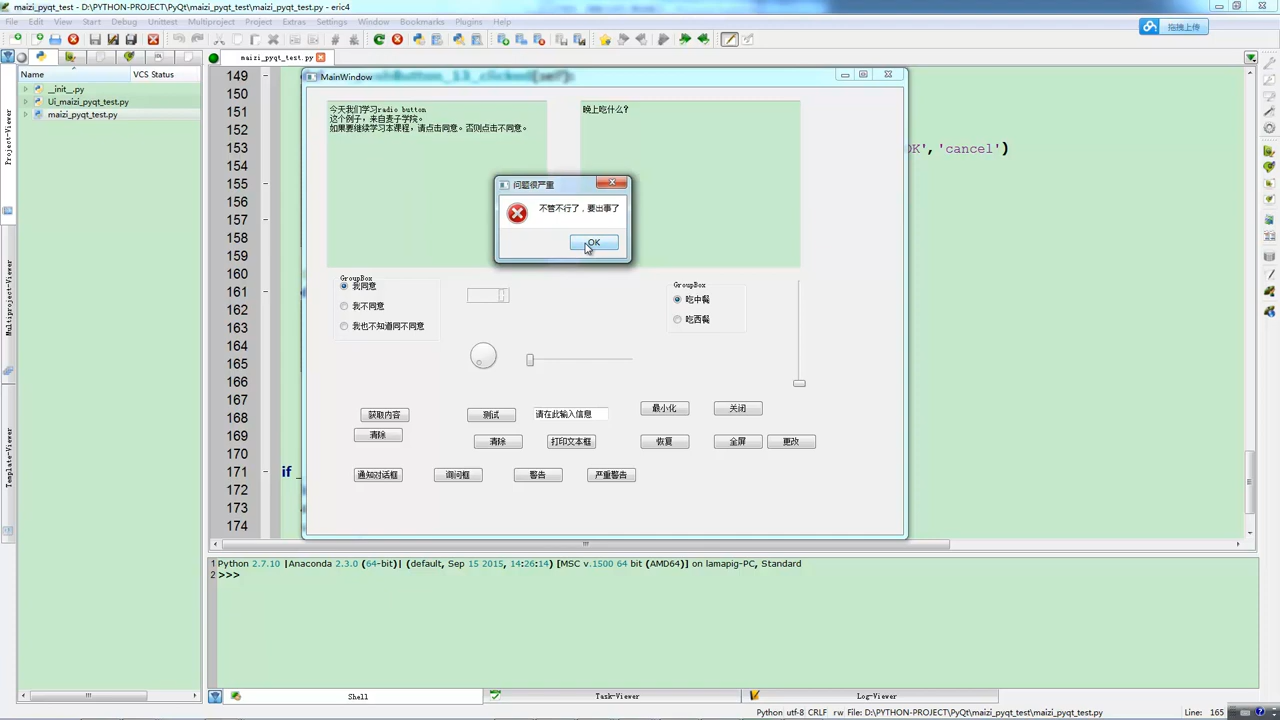 maizi_pyqt_test - D:\PYTHON-PROJECT\PyQt\maizi_pyqt_test\maizi_pyqt_test.py - eric4
File Edit View Start Debug Unittest Multiproject Project Extras Settings Window Bookmarks Plugins Help
拖拽上传
maizi_pyqt_test.py
Name VCS Status
__init__.py
Ui_maizi_pyqt_test.py
maizi_pyqt_test.py
Project-Viewer
Multiproject-Viewer
Template-Viewer
149
150
151
152
153 'cancel')
154
155
156
157
158
159
160
161
162
163
164
165
166
167
168
169
170
171 if
172
173
174
MainWindow
今天我们学习radio button
这个例子，来自麦子学院。
如果要继续学习本课程，请点击同意。否则点击不同意。
晚上吃什么？
问题很严重
不管不行了，要出事了
OK
GroupBox
我同意
我不同意
我也不知道同不同意
GroupBox
吃中餐
吃西餐
获取内容 测试 请在此输入信息 最小化 关闭
清除 清除 打印文本框 恢复 全屏 更改
通知对话框 询问框 警告 严重警告
1 Python 2.7.10 |Anaconda 2.3.0 (64-bit)| (default, Sep 15 2015, 14:26:14) [MSC v.1500 64 bit (AMD64)] on lamapig-PC, Standard
2 >>>
Shell Task-Viewer Log-Viewer
Python utf-8 CRLF rw File: D:\PYTHON-PROJECT\PyQt\maizi_pyqt_test\maizi_pyqt_test.py Line: 165